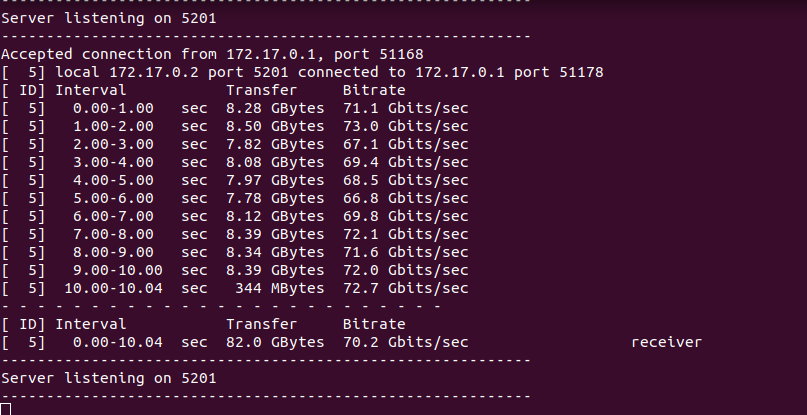 -----------------------------------------------------------
Server listening on 5201
-----------------------------------------------------------
Accepted connection from 172.17.0.1, port 51168
[  5] local 172.17.0.2 port 5201 connected to 172.17.0.1 port 51178
[ ID] Interval           Transfer     Bitrate
[  5]   0.00-1.00   sec  8.28 GBytes  71.1 Gbits/sec
[  5]   1.00-2.00   sec  8.50 GBytes  73.0 Gbits/sec
[  5]   2.00-3.00   sec  7.82 GBytes  67.1 Gbits/sec
[  5]   3.00-4.00   sec  8.08 GBytes  69.4 Gbits/sec
[  5]   4.00-5.00   sec  7.97 GBytes  68.5 Gbits/sec
[  5]   5.00-6.00   sec  7.78 GBytes  66.8 Gbits/sec
[  5]   6.00-7.00   sec  8.12 GBytes  69.8 Gbits/sec
[  5]   7.00-8.00   sec  8.39 GBytes  72.1 Gbits/sec
[  5]   8.00-9.00   sec  8.34 GBytes  71.6 Gbits/sec
[  5]   9.00-10.00  sec  8.39 GBytes  72.0 Gbits/sec
[  5]  10.00-10.04  sec   344 MBytes  72.7 Gbits/sec
- - - - - - - - - - - - - - - - - - - - - - - - -
[ ID] Interval           Transfer     Bitrate
[  5]   0.00-10.04  sec  82.0 GBytes  70.2 Gbits/sec                  receiver
-----------------------------------------------------------
Server listening on 5201
-----------------------------------------------------------